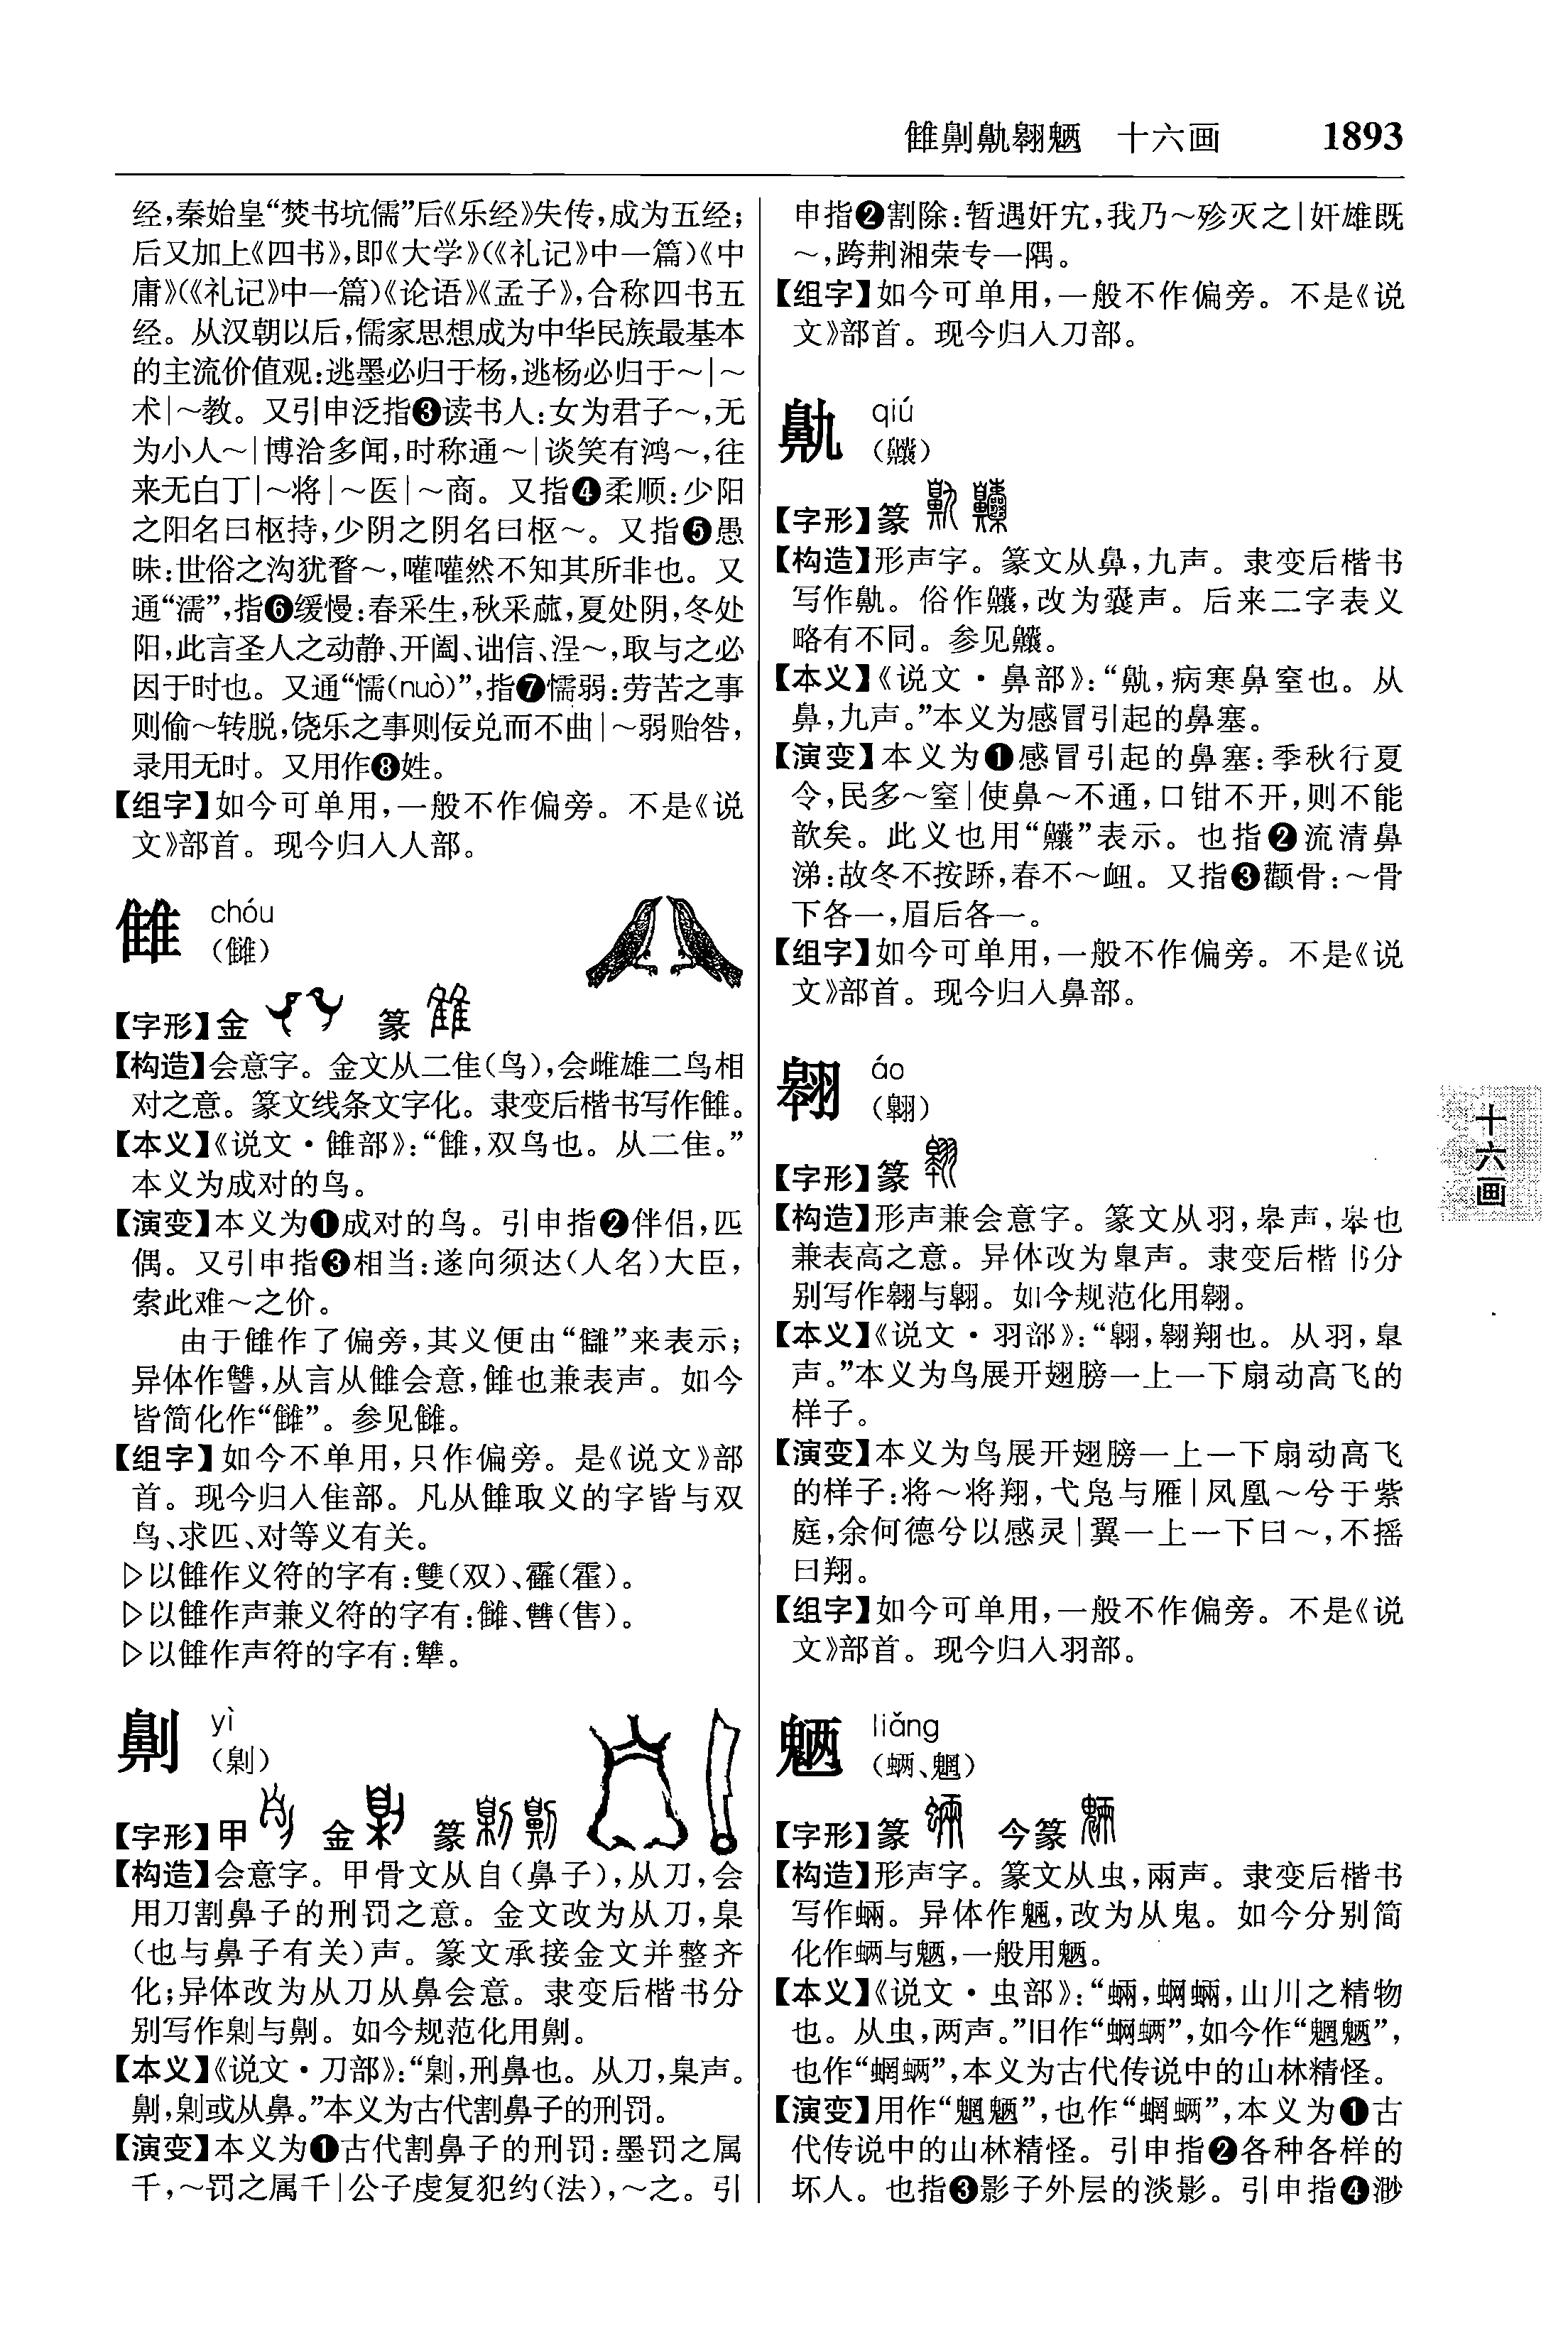 雔劓鼽翱魉　十六画　1893
经,秦始皇“焚书坑儒”后《乐经》失传,成为五经;
后又加上《四书》,即《大学》(《礼记》中一篇)《中
庸》(《礼记》中一篇)《论语》《孟子》,合称四书五
经。从汉朝以后,儒家思想成为中华民族最基本
的主流价值观:逃墨必归于杨,逃杨必归于～|～
术|～教。又引申泛指❸读书人:女为君子～,无
为小人～|博洽多闻,时称通～|谈笑有鸿～,往
来无白丁|～将|～医|～商。又指❹柔顺:少阳
之阳名曰枢持,少阴之阴名曰枢～。又指❺愚
昧:世俗之沟犹瞀～,嚾嚾然不知其所非也。又
通“濡”,指❻缓慢:春采生,秋采蓏,夏处阴,冬处
阳,此言圣人之动静、开阖、诎信、浧～,取与之必
因于时也。又通“懦(nuò)”,指❼懦弱:劳苦之事
则偷～转脱,饶乐之事则佞兑而不曲|～弱贻咎,
录用无时。又用作❽姓。
【组字】如今可单用,一般不作偏旁。不是《说
文》部首。现今归入人部。
雔 chóu
(雠)
【字形】金　篆
【构造】会意字。金文从二隹(鸟),会雌雄二鸟相
对之意。篆文线条文字化。隶变后楷书写作雔。
【本义】《说文·雔部》:“雔,双鸟也。从二隹。”
本义为成对的鸟。
【演变】本义为❶成对的鸟。引申指❷伴侣,匹
偶。又引申指❸相当:遂向须达(人名)大臣,
索此难～之价。
由于雔作了偏旁,其义便由“讎”来表示;
异体作讐,从言从雔会意,雔也兼表声。如今
皆简化作“雠”。参见雠。
【组字】如今不单用,只作偏旁。是《说文》部
首。现今归入隹部。凡从雔取义的字皆与双
鸟、求匹、对等义有关。
▷以雔作义符的字有:雙(双)、靃(霍)。
▷以雔作声兼义符的字有:雠、售(售)。
▷以雔作声符的字有:犨。
劓 yì
(劓)
【字形】甲　金　篆
【构造】会意字。甲骨文从自(鼻子),从刀,会
用刀割鼻子的刑罚之意。金文改为从刀,臬
(也与鼻子有关)声。篆文承接金文并整齐
化;异体改为从刀从鼻会意。隶变后楷书分
别写作劓与劓。如今规范化用劓。
【本义】《说文·刀部》:“劓,刑鼻也。从刀,臬声。
劓,劓或从鼻。”本义为古代割鼻子的刑罚。
【演变】本义为❶古代割鼻子的刑罚:墨罚之属
千,～罚之属千|公子虔复犯约(法),～之。引
申指❷割除:暂遇奸宄,我乃～殄灭之|奸雄既
～,跨荆湘荣专一隅。
【组字】如今可单用,一般不作偏旁。不是《说
文》部首。现今归入刀部。
鼽 qiú
(齉)
【字形】篆
【构造】形声字。篆文从鼻,九声。隶变后楷书
写作鼽。俗作齉,改为囊声。后来二字表义
略有不同。参见齉。
【本义】《说文·鼻部》:“鼽,病寒鼻窒也。从
鼻,九声。”本义为感冒引起的鼻塞。
【演变】本义为❶感冒引起的鼻塞:季秋行夏
令,民多～窒|使鼻～不通,口钳不开,则不能
歆矣。此义也用“齉”表示。也指❷流清鼻
涕:故冬不按跻,春不～衄。又指❸颧骨:～骨
下各一,眉后各一。
【组字】如今可单用,一般不作偏旁。不是《说
文》部首。现今归入鼻部。
翱 áo
(翶)
【字形】篆
【构造】形声兼会意字。篆文从羽,皋声,皋也
兼表高之意。异体改为皐声。隶变后楷书分
别写作翱与翶。如今规范化用翱。
【本义】《说文·羽部》:“翶,翱翔也。从羽,皐
声。”本义为鸟展开翅膀一上一下扇动高飞的
样子。
【演变】本义为鸟展开翅膀一上一下扇动高飞
的样子:将～将翔,弋凫与雁|凤凰～兮于紫
庭,余何德兮以感灵|翼一上一下曰～,不摇
曰翔。
【组字】如今可单用,一般不作偏旁。不是《说
文》部首。现今归入羽部。
魉 liǎng
(蛃、魍)
【字形】篆　今篆
【构造】形声字。篆文从虫,兩声。隶变后楷书
写作蜽。异体作魎,改为从鬼。如今分别简
化作𬟽与魉,一般用魉。
【本义】《说文·虫部》:“蜽,蝄蜽,山川之精物
也。从虫,两声。”旧作“蝄𬟽”,如今作“魍魉”,
也作“蝄𬟽”,本义为古代传说中的山林精怪。
【演变】用作“魍魉”,也作“蝄𬟽”,本义为❶古
代传说中的山林精怪。引申指❷各种各样的
坏人。也指❸影子外层的淡影。引申指❹渺
十六画